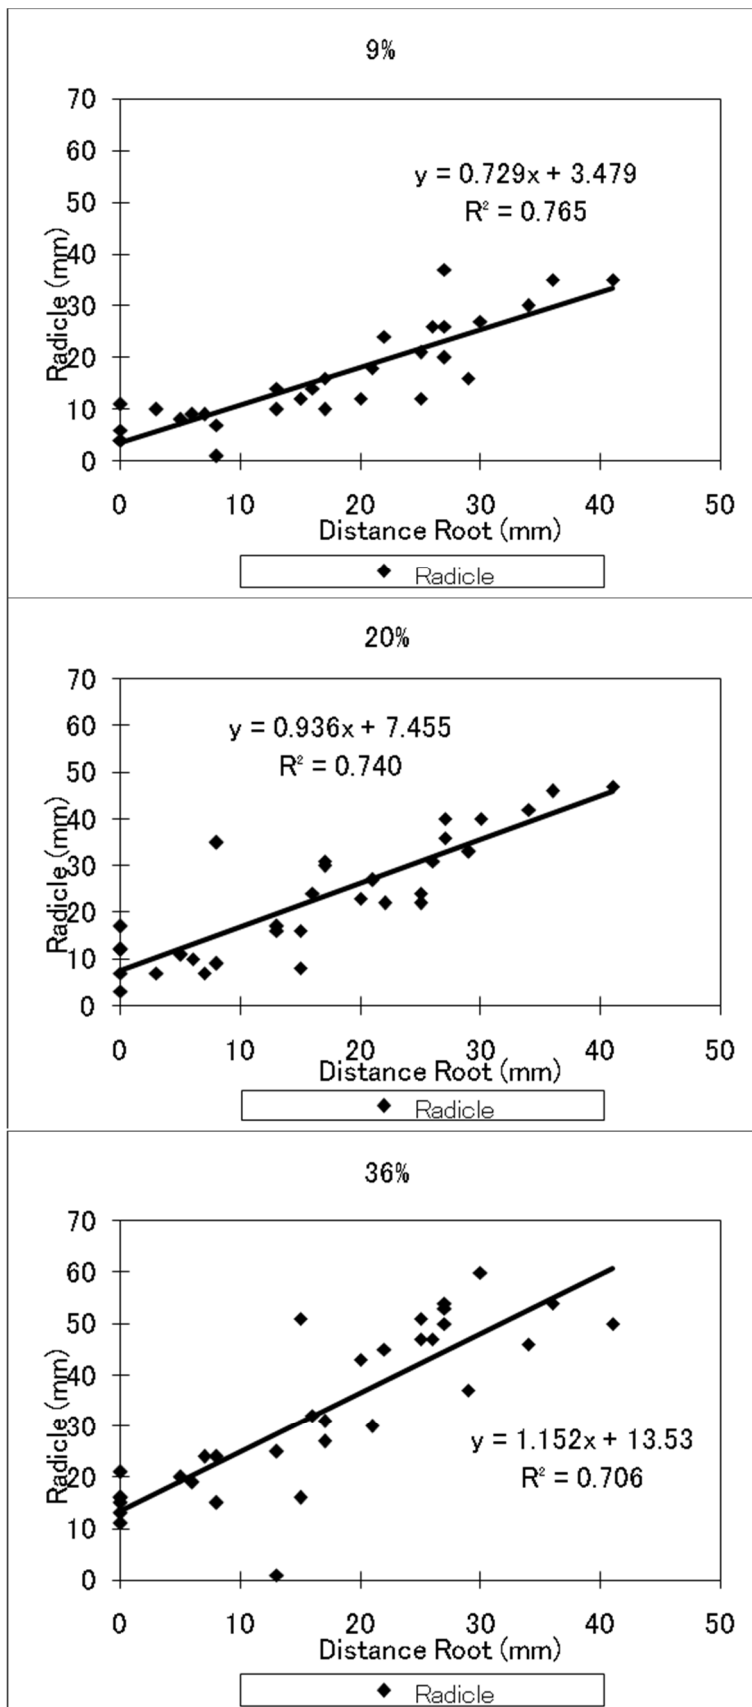 9%
70
60
50
40
30
20
10
0
Radicle (mm)
y = 0.729x + 3.479
R² = 0.765
0 10 20 30 40 50
Distance Root (mm)
Radicle
20%
70
60
50
40
30
20
10
0
Radicle (mm)
y = 0.936x + 7.455
R² = 0.740
0 10 20 30 40 50
Distance Root (mm)
Radicle
36%
70
60
50
40
30
20
10
0
Radicle (mm)
y = 1.152x + 13.53
R² = 0.706
0 10 20 30 40 50
Distance Root (mm)
Radicle